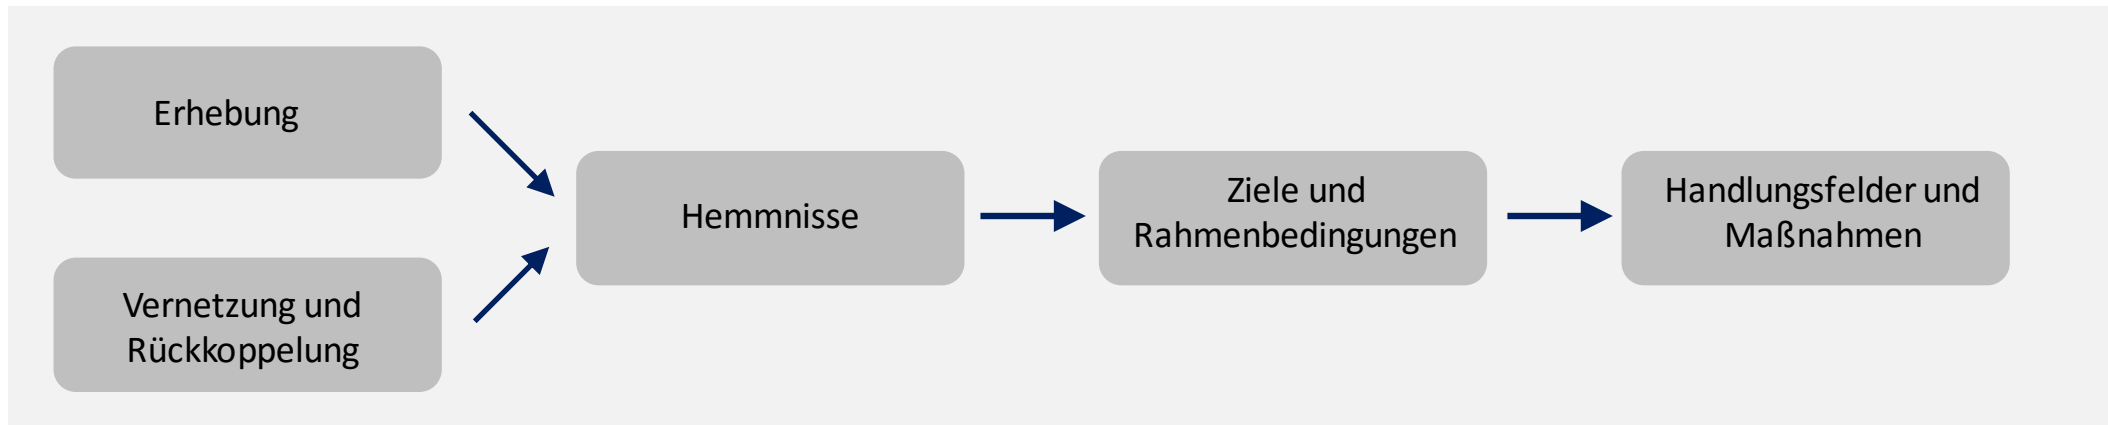 Erhebung
Vernetzung und
Rückkoppelung
Hemmnisse
Ziele und
Rahmenbedingungen
Handlungsfelder und
Maßnahmen